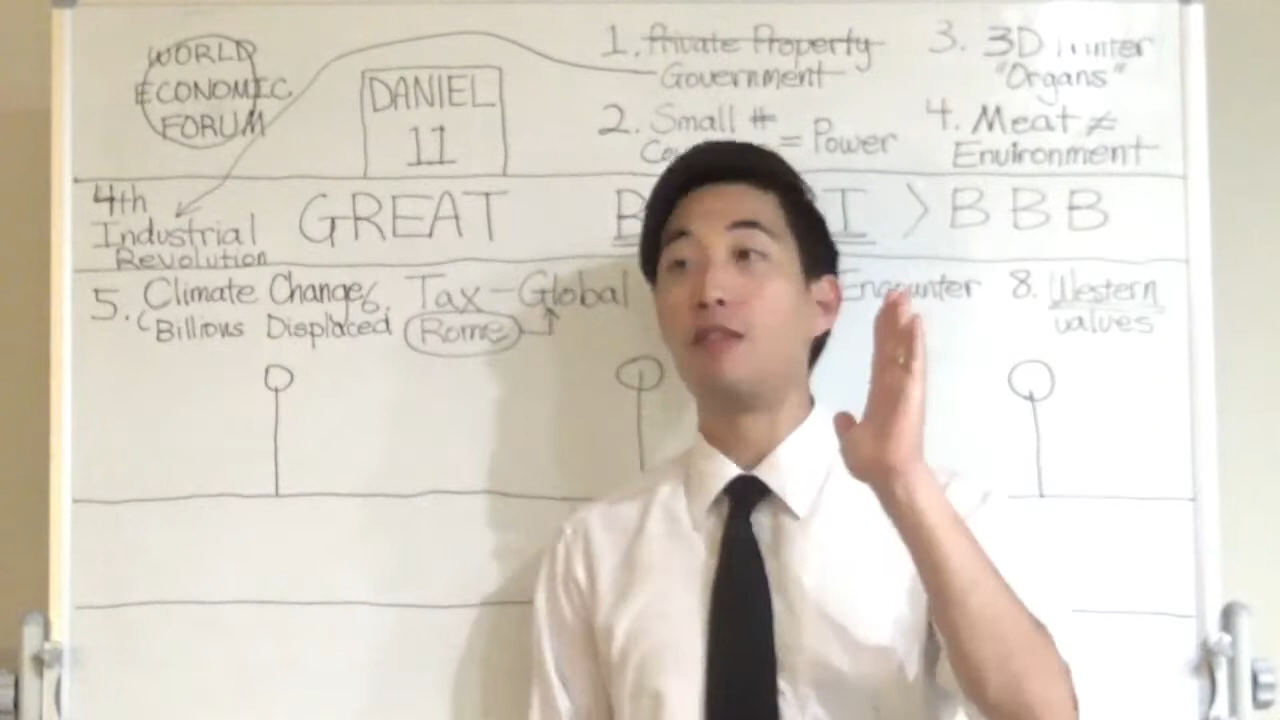 WORLD
ECONOMIC
FORUM
DANIEL
11
1. Private Property
Government
2. Small #
= Power
3. 3D
"Organs"
4. Meat ≠
Environment
4th
Industrial
Revolution
GREAT
B I > B B B
5. Climate Change
(Billions Displaced
6. Tax - Global
Rome
Encounter
8. Western
values